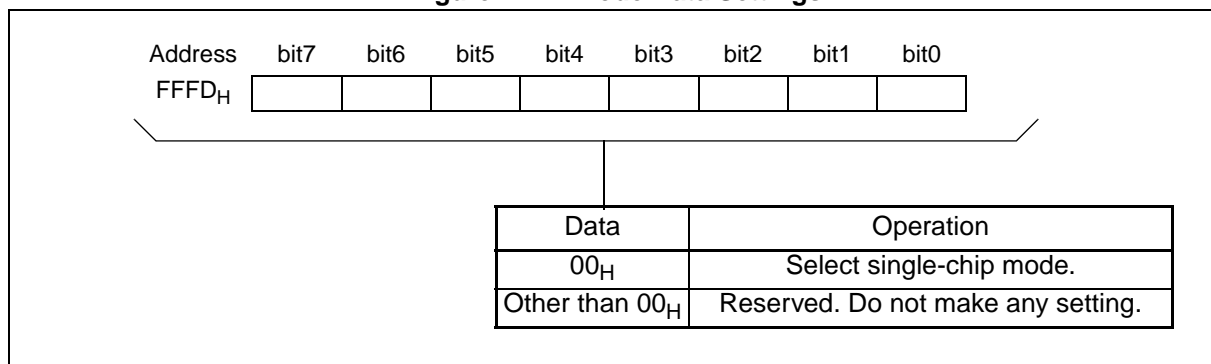 Address bit7 bit6 bit5 bit4 bit3 bit2 bit1 bit0
FFFDH
Data Operation
00H Select single-chip mode.
Other than 00H Reserved. Do not make any setting.